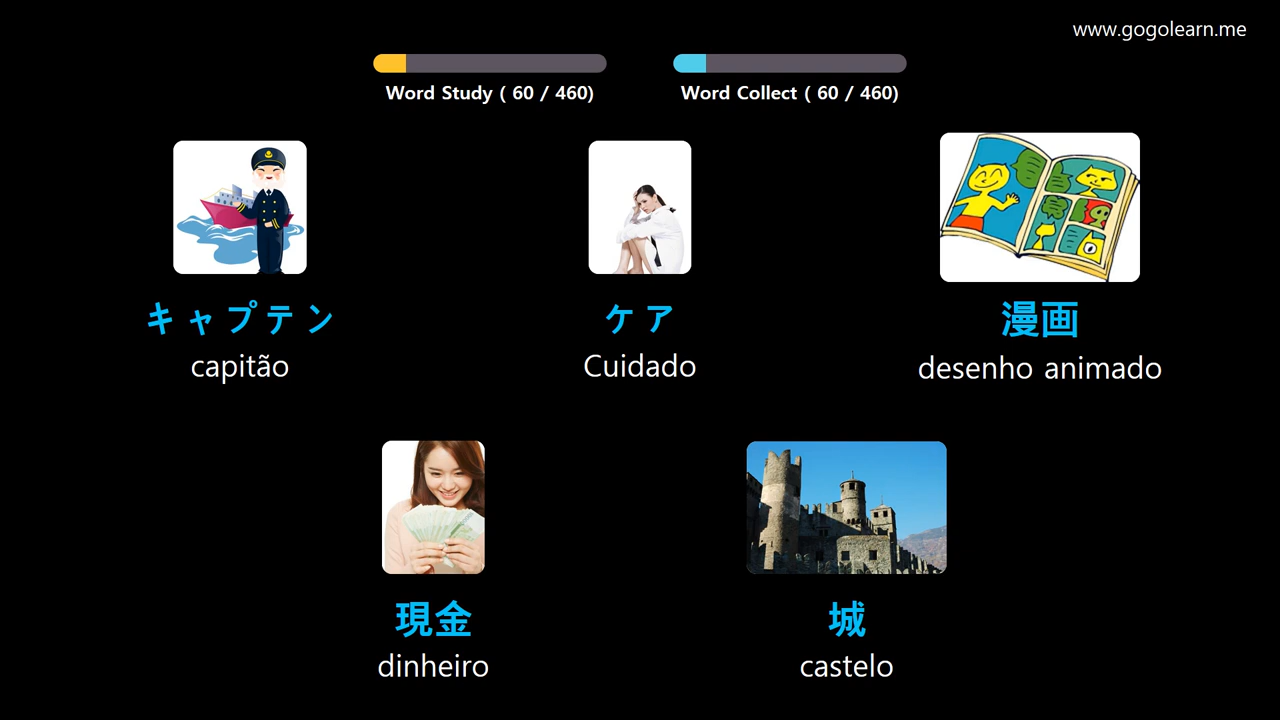 www.gogolearn.me
Word Study ( 60 / 460)
Word Collect ( 60 / 460)
キャプテン
capitão
ケア
Cuidado
漫画
desenho animado
現金
dinheiro
城
castelo